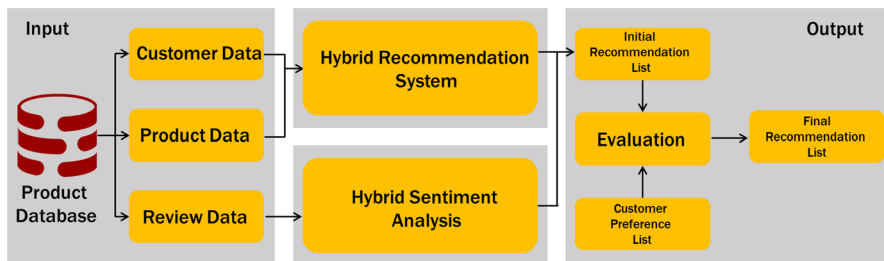 Input
Customer Data
Product Data
Review Data
Product
Database
Hybrid Recommendation
System
Hybrid Sentiment
Analysis
Output
Initial
Recommendation
List
Evaluation
Customer
Preference
List
Final
Recommendation
List